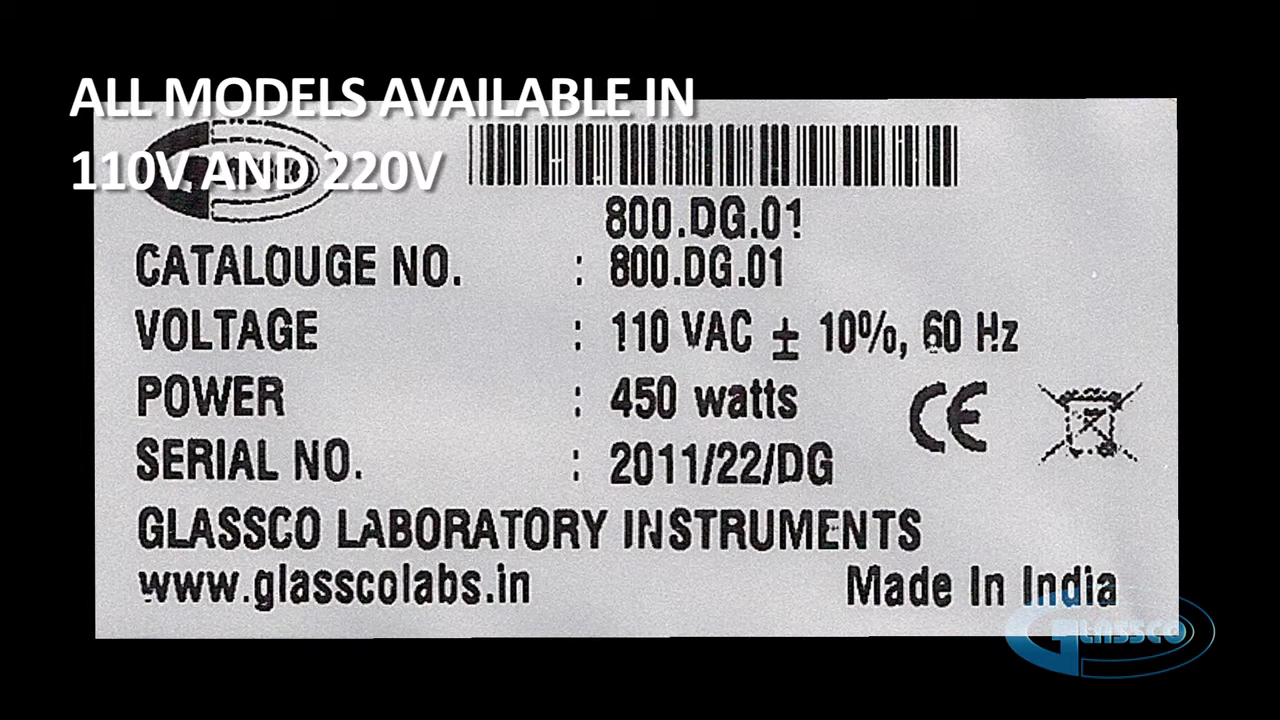 ALL MODELS AVAILABLE IN
110V AND 220V
800.DG.01
CATALOUGE NO. : 800.DG.01
VOLTAGE : 110 VAC ± 10%, 60 Hz
POWER : 450 watts
CE
SERIAL NO. : 2011/22/DG
GLASSCO LABORATORY INSTRUMENTS
www.glasscolabs.in
Made In India
GLASSCO